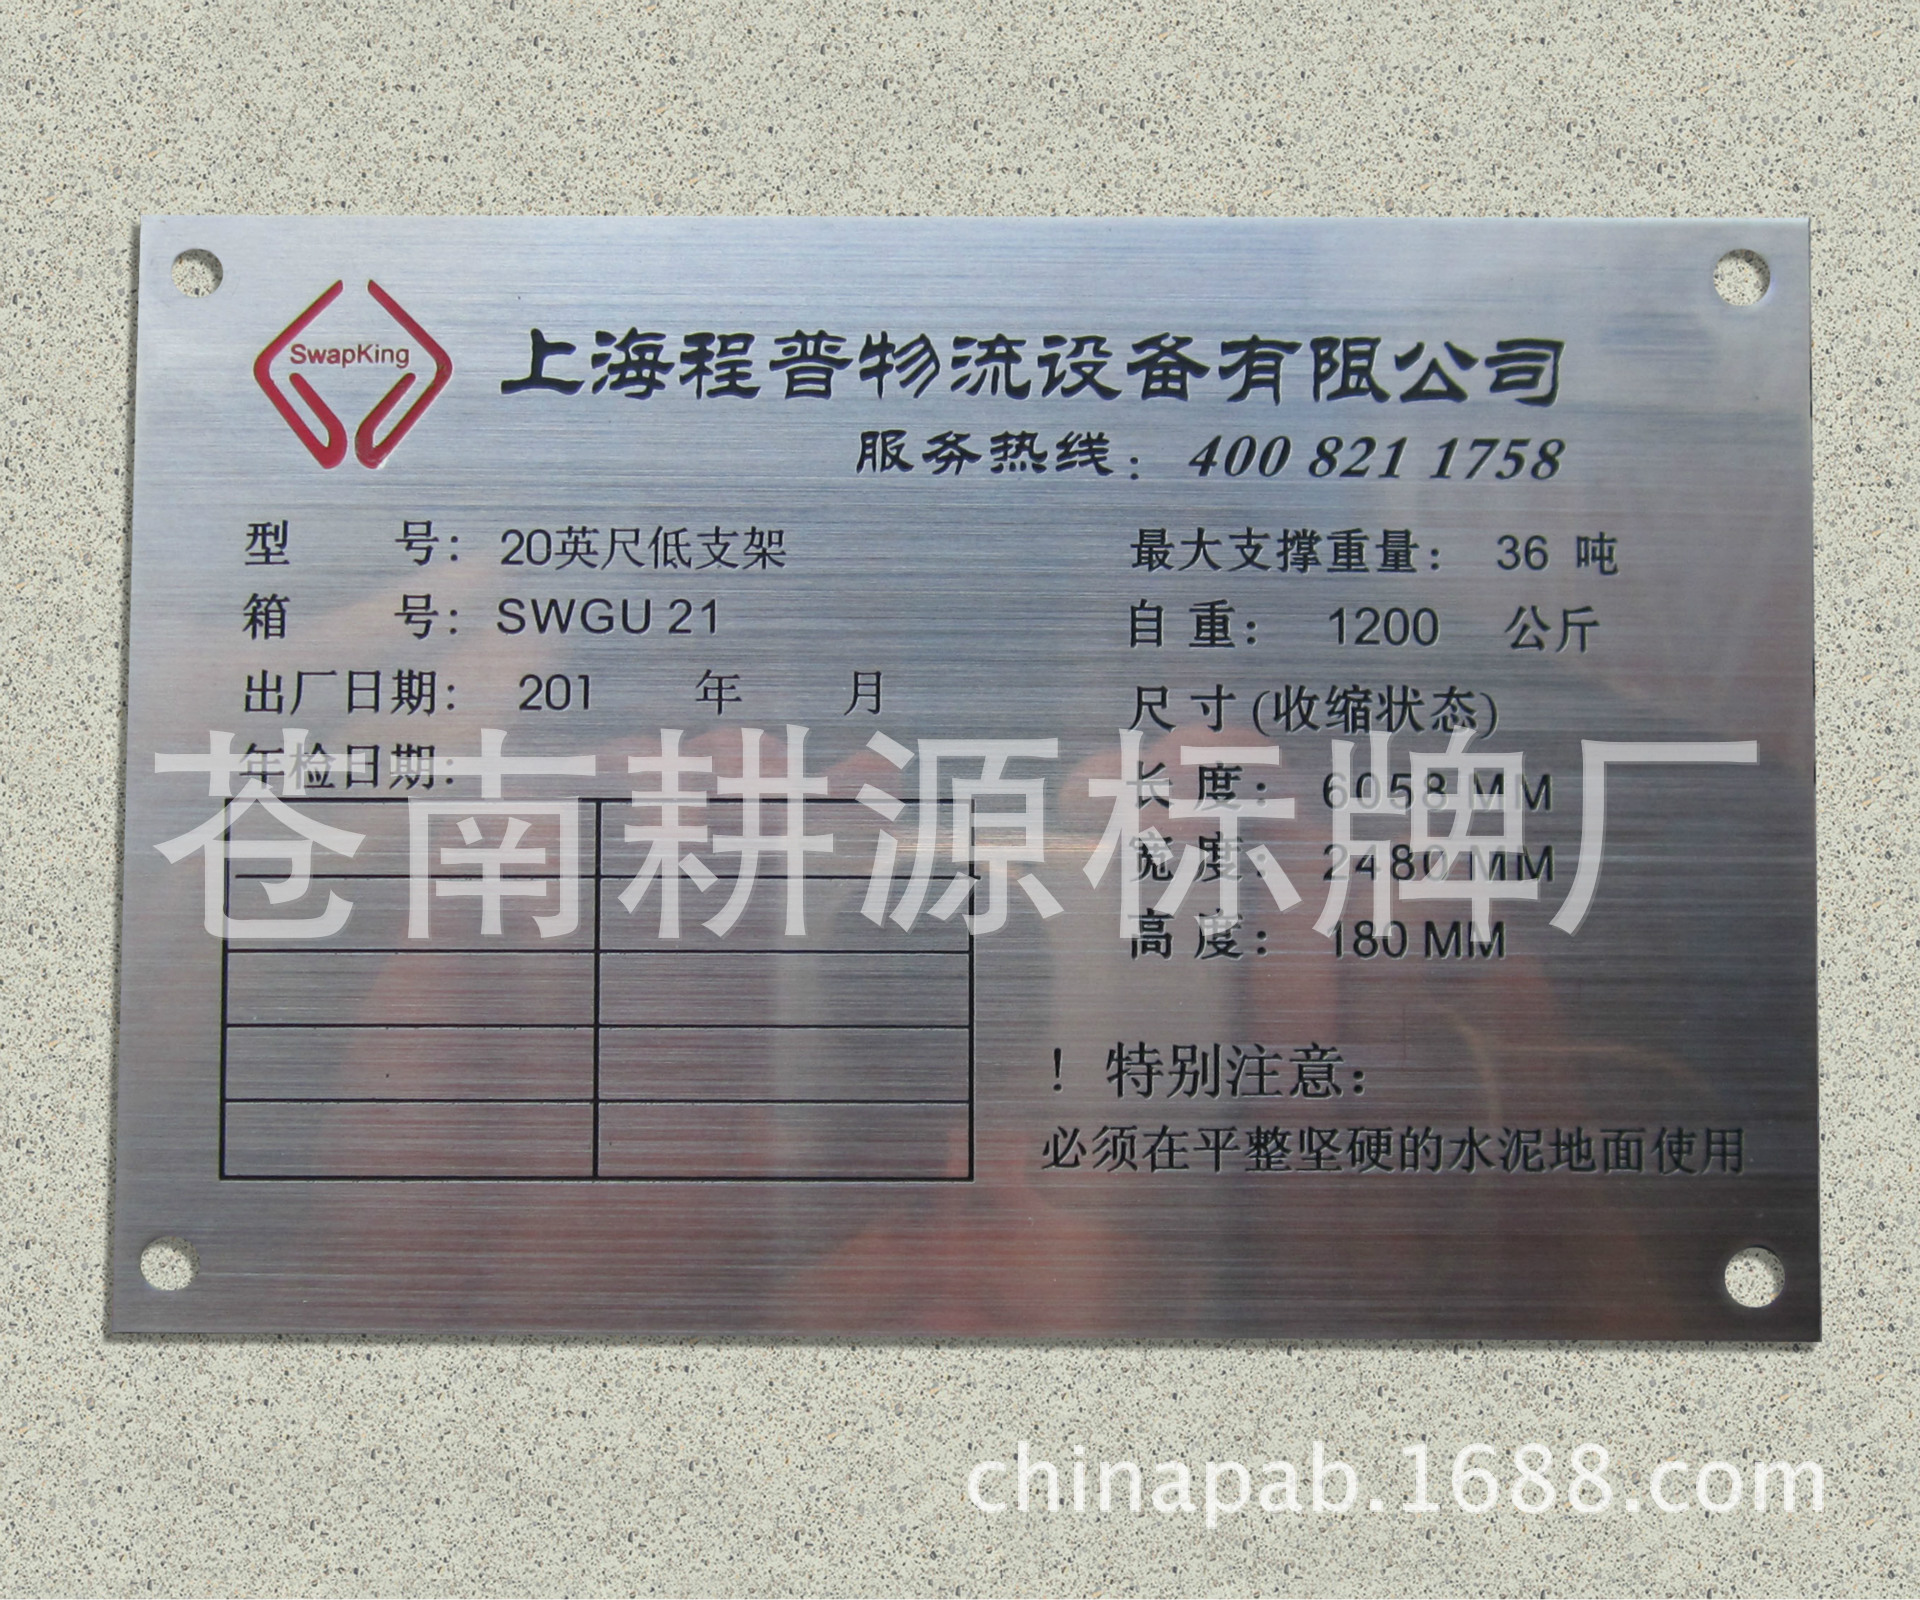 SwapKing
上海程普物流设备有限公司
服务热线：400 821 1758
型 号：20英尺低支架
箱 号：SWGU 21
出厂日期：201 年 月
年检日期：
最大支撑重量：36 吨
自 重：1200 公斤
尺 寸 (收缩状态)
长 度：6058 MM
宽 度：2480 MM
高 度：180 MM
！特别注意：
必须在平整坚硬的水泥地面使用
苍南耕源标牌厂
chinapab.1688.com